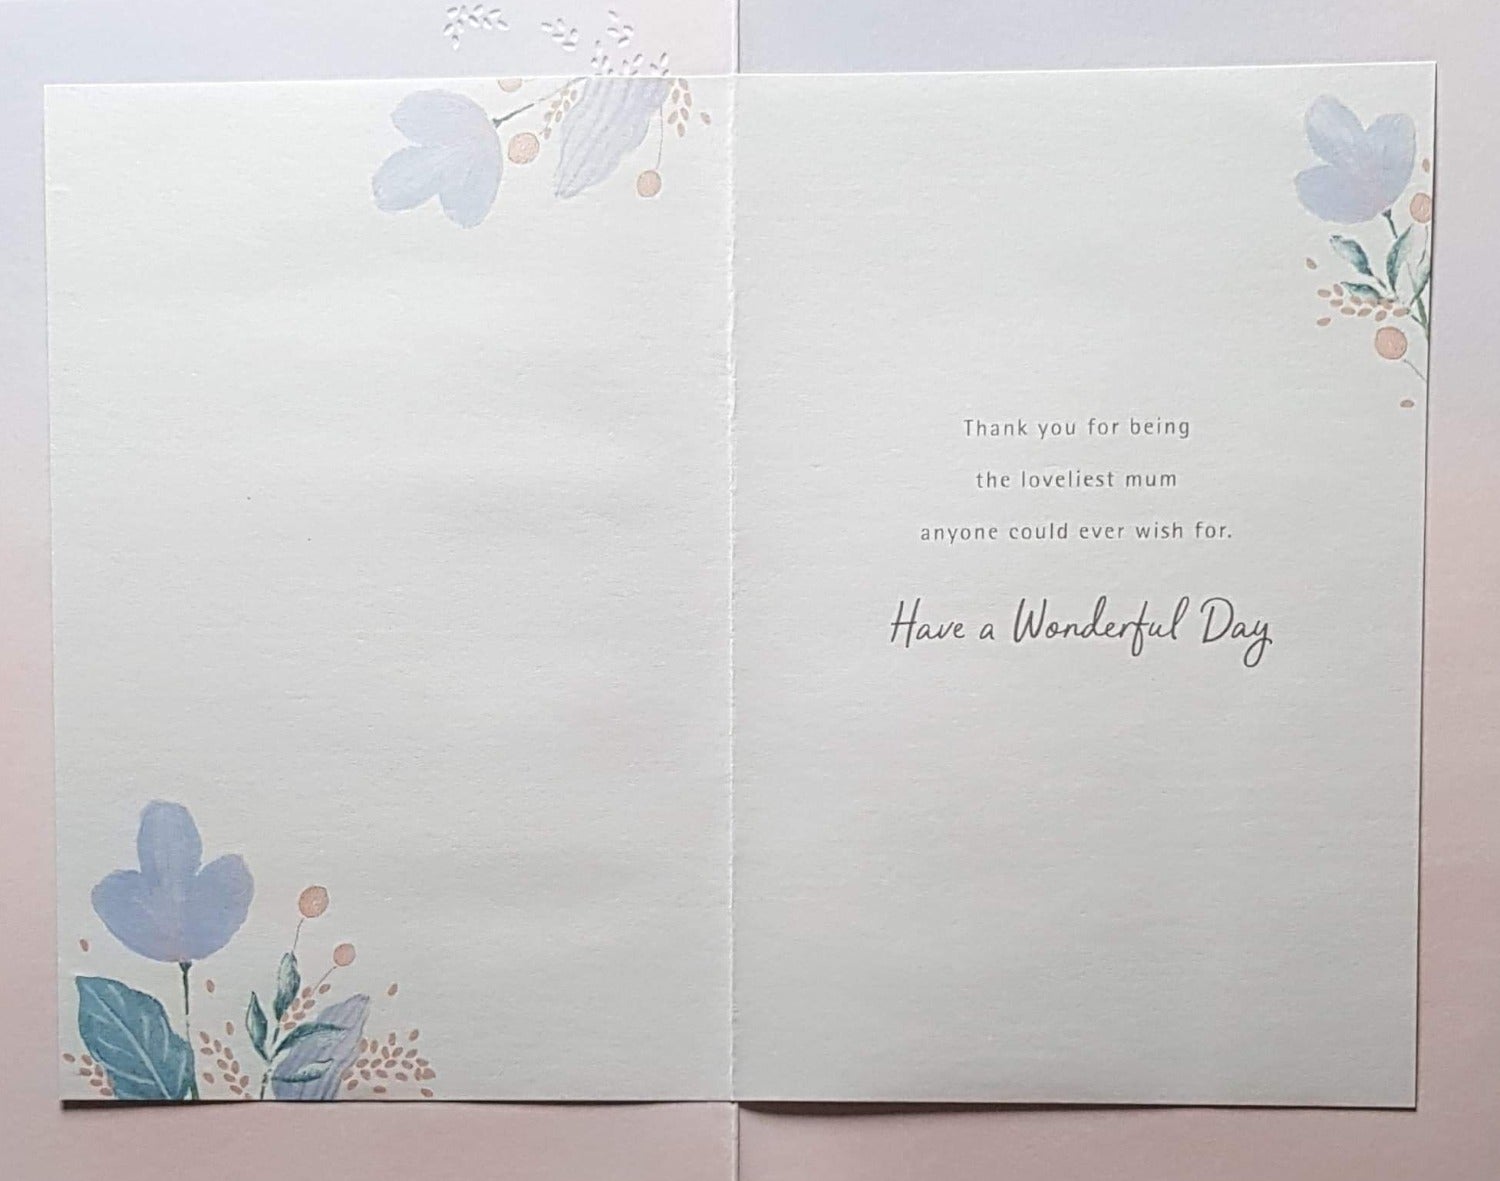 Thank you for being
the loveliest mum
anyone could ever wish for.
Have a Wonderful Day